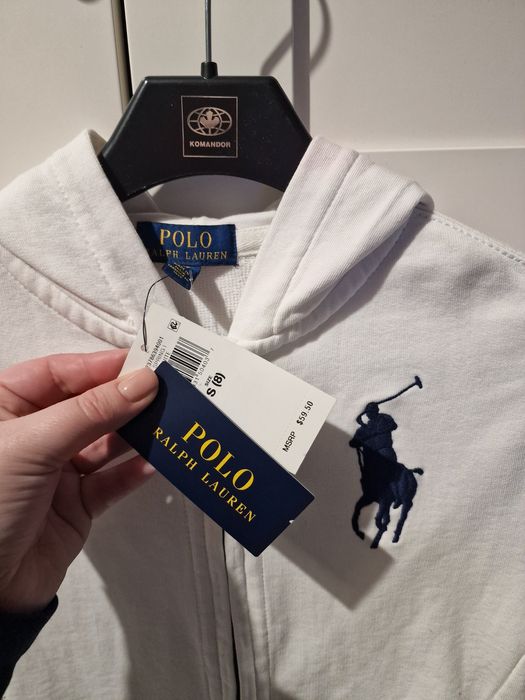 KOMANDOR
POLO
RALPH LAUREN
SIZE
S (8)
MSRP $59.50
POLO
RALPH LAUREN